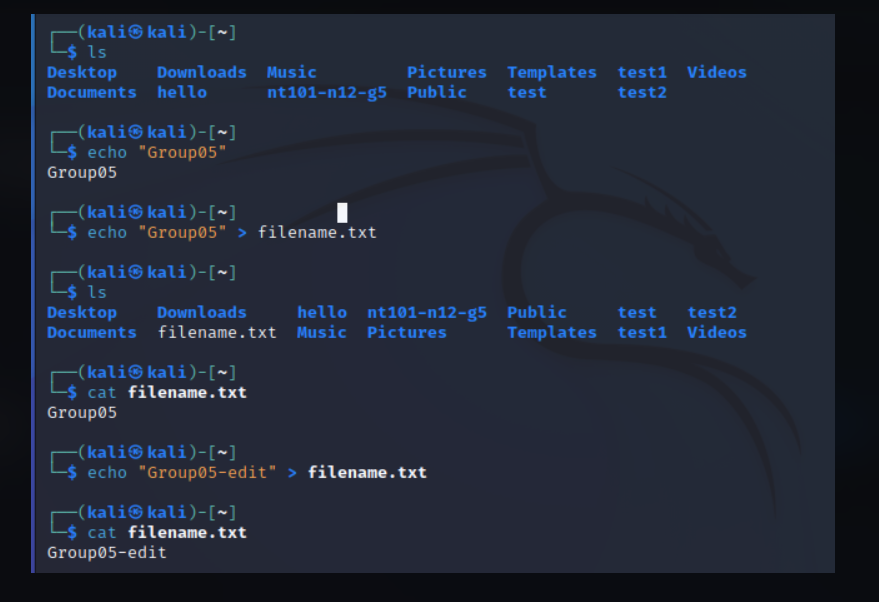 ┌──(kali㉿kali)-[~]
└─$ ls
Desktop    Downloads  Music         Pictures  Templates  test1  Videos
Documents  hello      nt101-n12-g5  Public    test       test2
┌──(kali㉿kali)-[~]
└─$ echo "Group05"
Group05
┌──(kali㉿kali)-[~]
└─$ echo "Group05" > filename.txt
┌──(kali㉿kali)-[~]
└─$ ls
Desktop    Downloads     hello  nt101-n12-g5  Public     test   test2
Documents  filename.txt  Music  Pictures      Templates  test1  Videos
┌──(kali㉿kali)-[~]
└─$ cat filename.txt
Group05
┌──(kali㉿kali)-[~]
└─$ echo "Group05-edit" > filename.txt
┌──(kali㉿kali)-[~]
└─$ cat filename.txt
Group05-edit